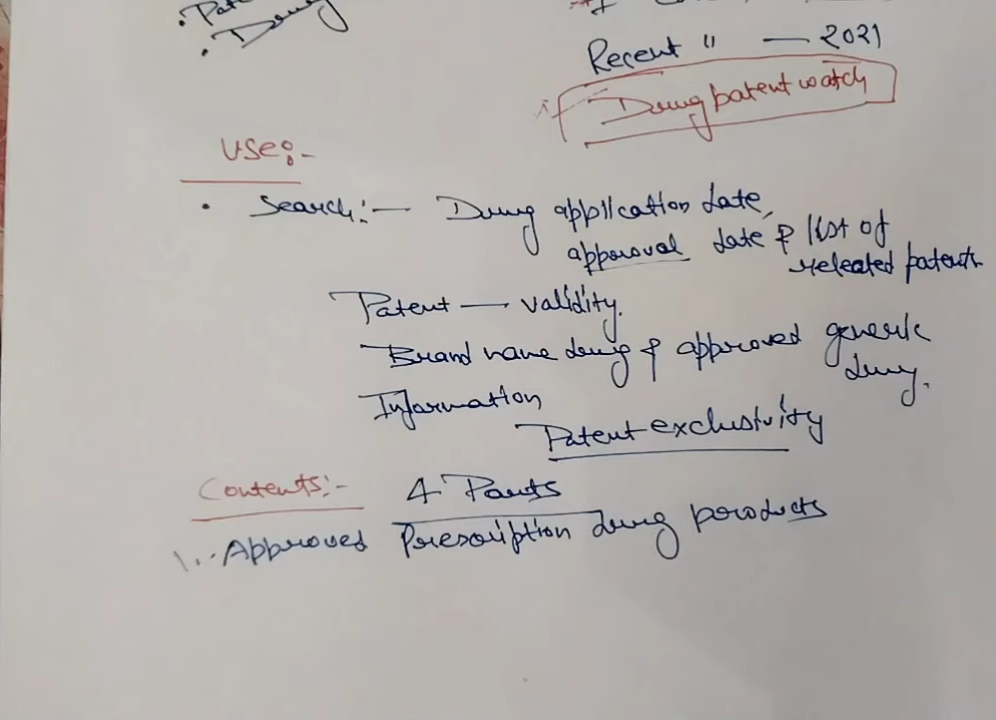 Recent " — 2021
Drug patent watch
Use:-
• Search:— Drug application date,
approval date & list of
releated patents
Patent — validity.
Brand name drug & approved generic
drug.
Information
Patent exclusivity
Contents:- 4 Parts
1.. Approved Prescription drug products